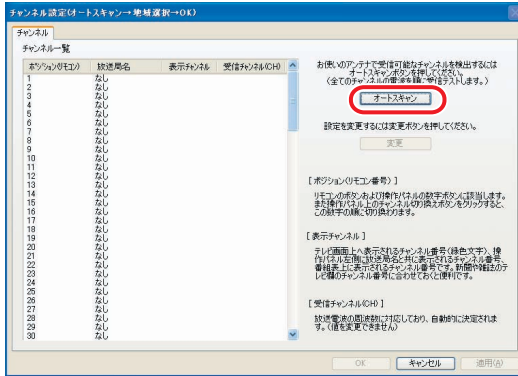 チャンネル設定(オートスキャン→地域選択→OK)
チャンネル
チャンネル一覧
ポジション(リモコン) 放送局名 表示チャンネル 受信チャンネル(CH)
1 なし
2 なし
3 なし
4 なし
5 なし
6 なし
7 なし
8 なし
9 なし
10 なし
11 なし
12 なし
13 なし
14 なし
15 なし
16 なし
17 なし
18 なし
19 なし
20 なし
21 なし
22 なし
23 なし
24 なし
25 なし
26 なし
27 なし
28 なし
29 なし
30 なし
お使いのアンテナで受信可能なチャンネルを検出するには
オートスキャンボタンを押してください。
(全てのチャンネルの電波を順に受信テストします。)
オートスキャン
設定を変更するには変更ボタンを押してください。
変更
[ ポジション(リモコン番号) ]
リモコンのボタンおよび操作パネルの数字ボタンに該当します。
また操作パネル上のチャンネル切り換えボタンをクリックすると、
この数字の順に切り換わります。
[ 表示チャンネル ]
テレビ画面上へ表示されるチャンネル番号(緑色文字)、操
作パネル左側に放送局名と共に表示されるチャンネル番号、
番組表上に表示されるチャンネル番号です。新聞や雑誌のテ
レビ欄のチャンネル番号に合わせておくと便利です。
[ 受信チャンネル(CH) ]
放送電波の周波数に対応しており、自動的に決定されま
す。(値を変更できません)
OK キャンセル 適用(A)